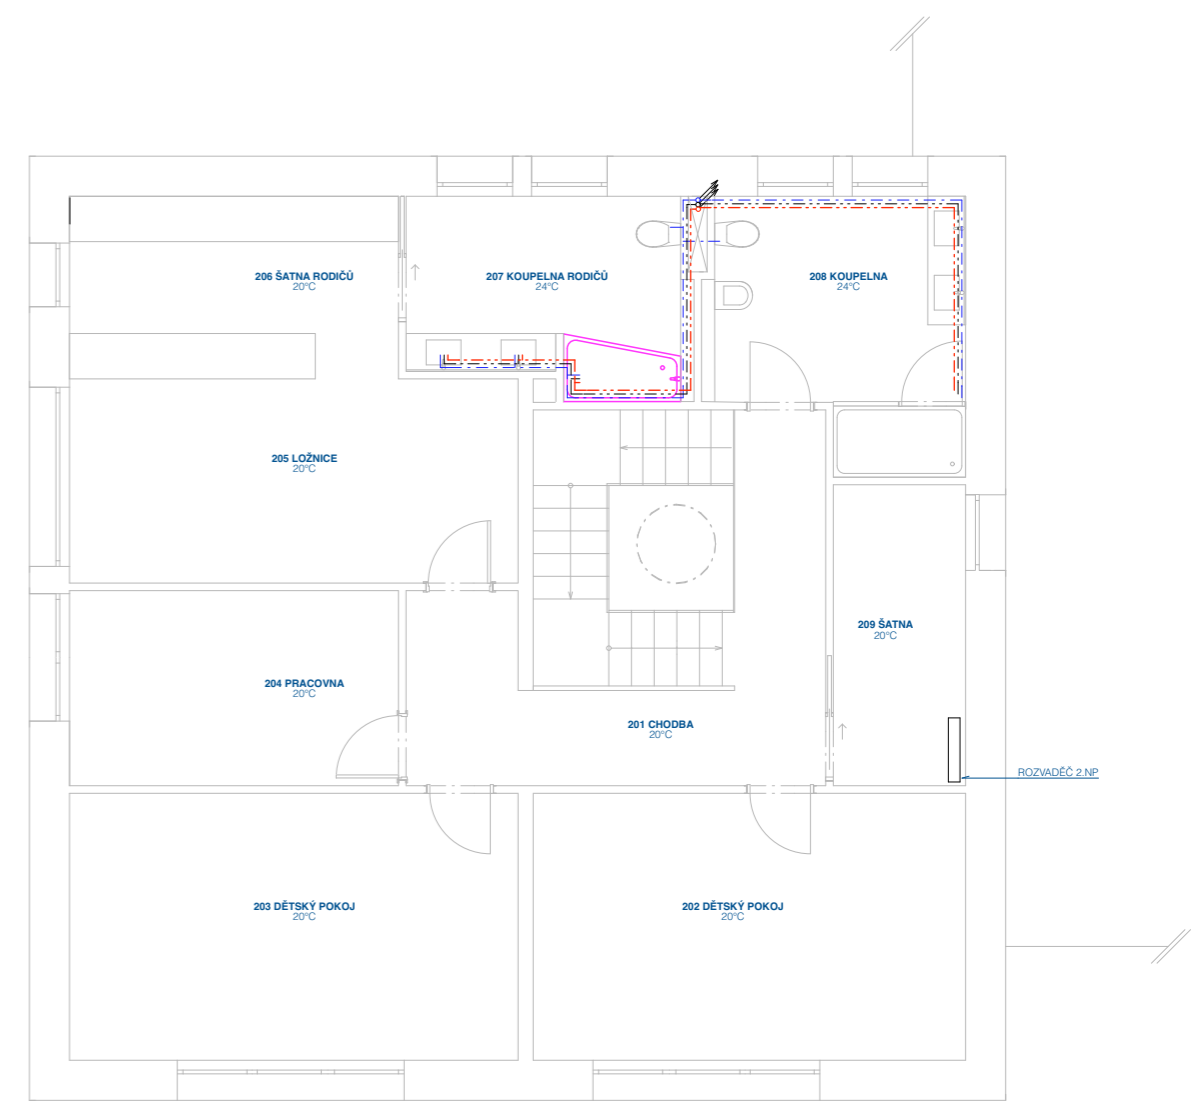 206 ŠATNA RODIČŮ
20°C
207 KOUPELNA RODIČŮ
24°C
208 KOUPELNA
24°C
205 LOŽNICE
20°C
209 ŠATNA
20°C
204 PRACOVNA
20°C
201 CHODBA
20°C
ROZVADĚČ 2.NP
203 DĚTSKÝ POKOJ
20°C
202 DĚTSKÝ POKOJ
20°C